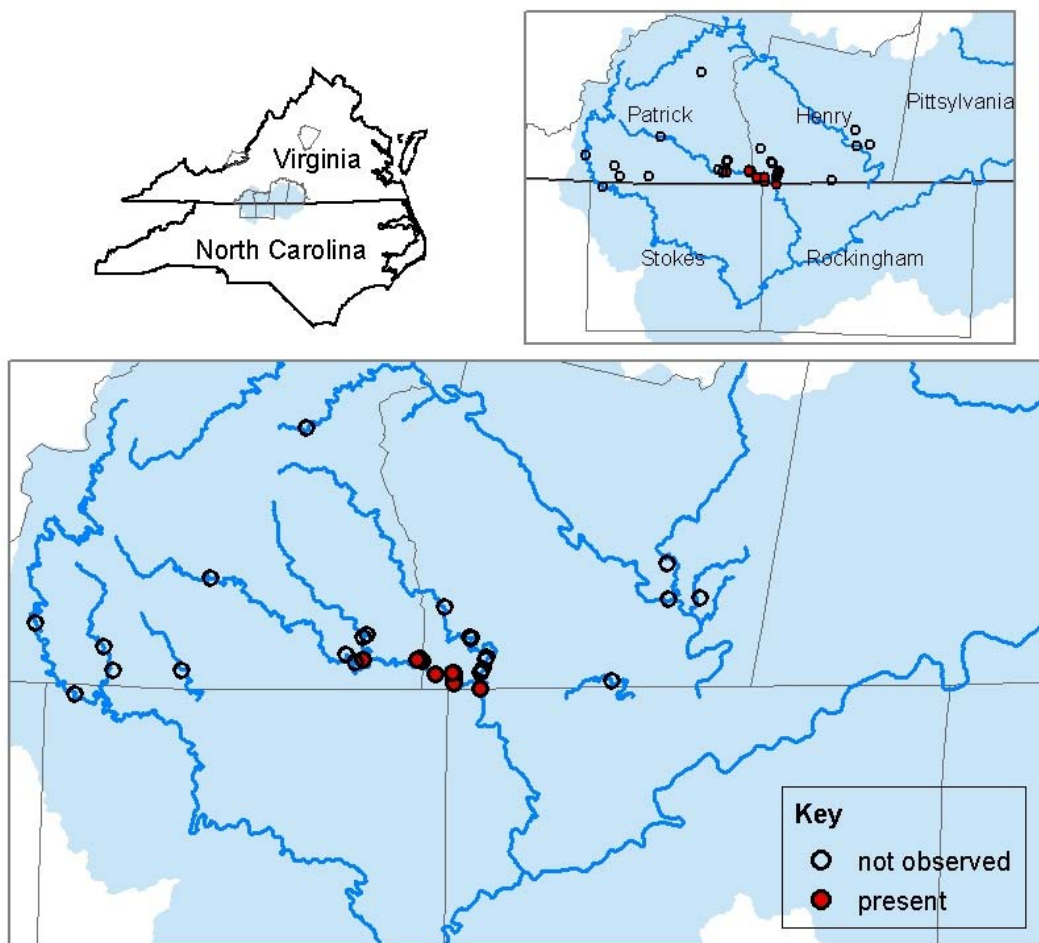 Virginia
North Carolina
Patrick
Henry
Pittsylvania
Stokes
Rockingham
Key
not observed
present